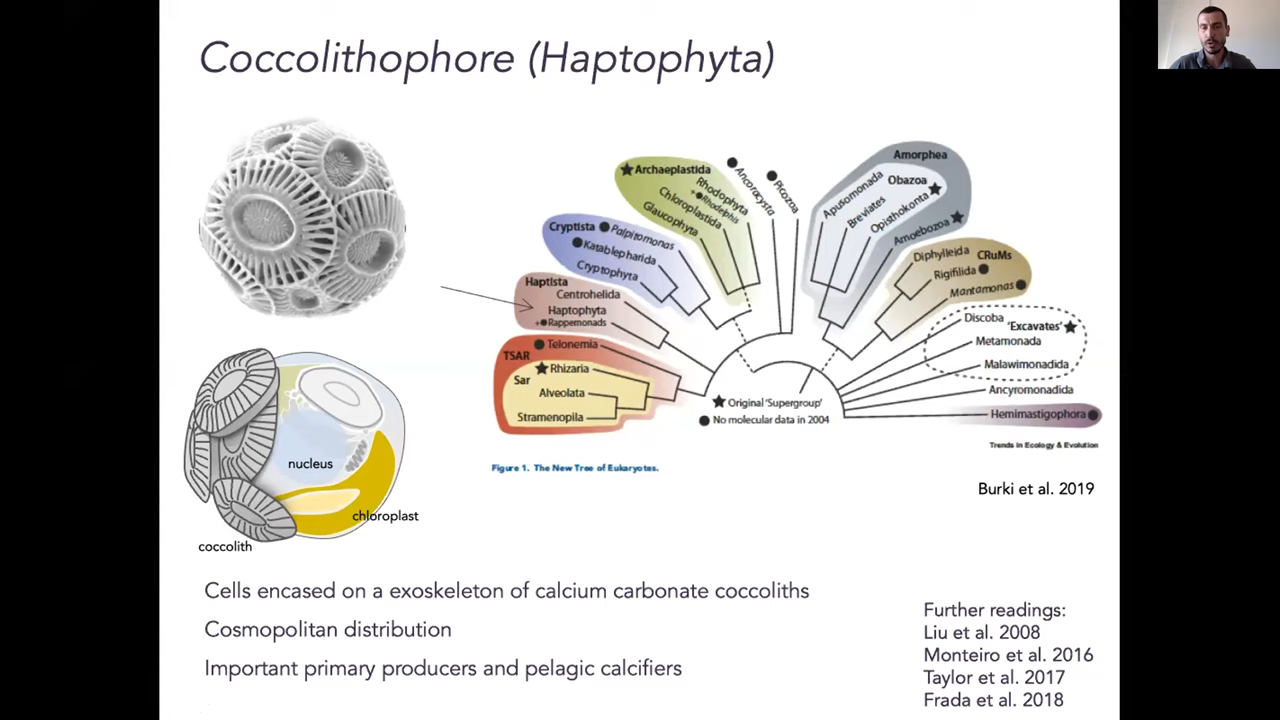 Coccolithophore (Haptophyta)
Archaeplastida
Rhodophyta
+Rhodelphis
Chloroplastida
Glaucophyta
Ancoracysta
Picozoa
Amorphea
Obazoa
Apusomonada
Breviates
Opisthokonta
Amoebozoa
Cryptista
Palpitomonas
Katablepharida
Cryptophyta
Diphylleida
CRuMs
Rigifilida
Mantamonas
Haptista
Centrohelida
Haptophyta
+Rappemonads
Discoba
'Excavates'
Metamonada
Malawimonadida
Ancyromonadida
Hemimastigophora
TSAR
Telonemia
Sar
Rhizaria
Alveolata
Stramenopila
Original 'Supergroup'
No molecular data in 2004
Trends in Ecology & Evolution
Figure 1. The New Tree of Eukaryotes.
Burki et al. 2019
nucleus
chloroplast
coccolith
Cells encased on a exoskeleton of calcium carbonate coccoliths
Cosmopolitan distribution
Important primary producers and pelagic calcifiers
Further readings:
Liu et al. 2008
Monteiro et al. 2016
Taylor et al. 2017
Frada et al. 2018